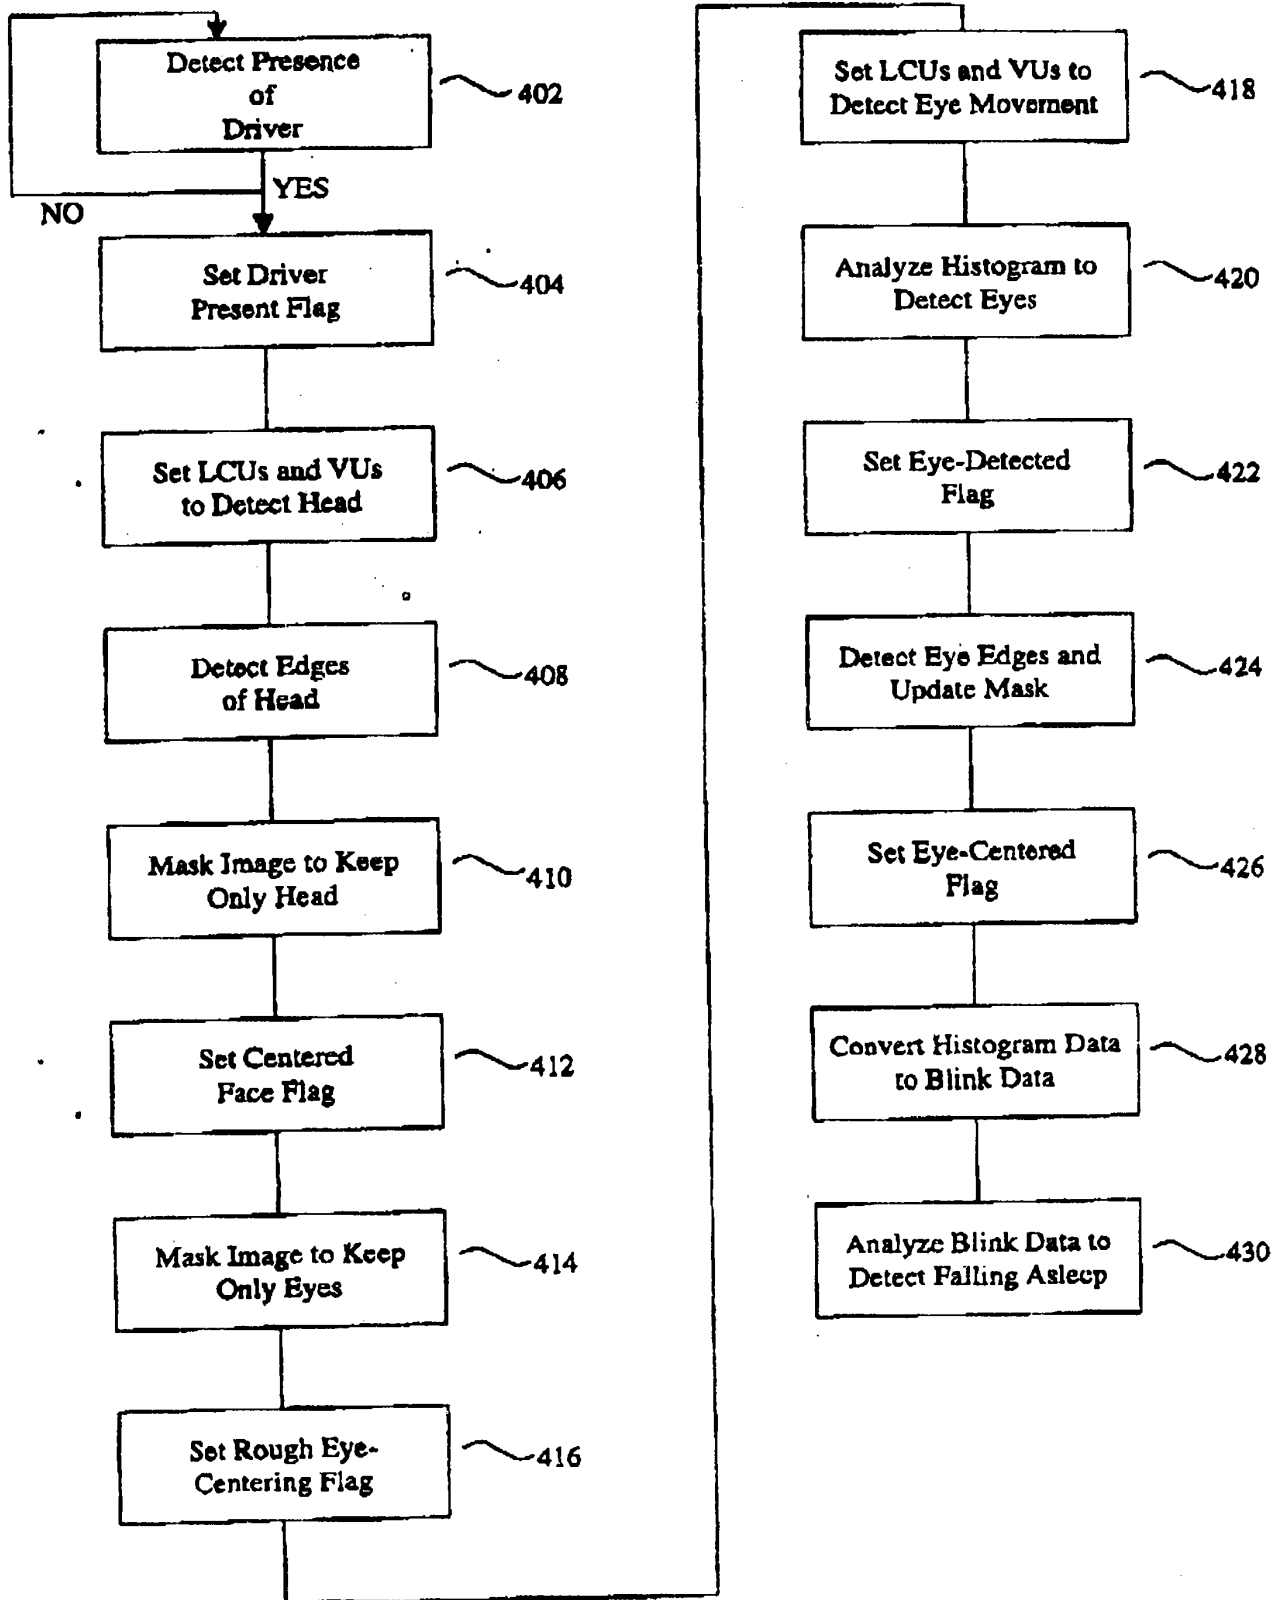 Detect Presence
of
Driver
402
YES
NO
Set Driver
Present Flag
404
Set LCUs and VUs
to Detect Head
406
Detect Edges
of Head
408
Mask Image to Keep
Only Head
410
Set Centered
Face Flag
412
Mask Image to Keep
Only Eyes
414
Set Rough Eye-
Centering Flag
416
Set LCUs and VUs to
Detect Eye Movement
418
Analyze Histogram to
Detect Eyes
420
Set Eye-Detected
Flag
422
Detect Eye Edges and
Update Mask
424
Set Eye-Centered
Flag
426
Convert Histogram Data
to Blink Data
428
Analyze Blink Data to
Detect Falling Asleep
430